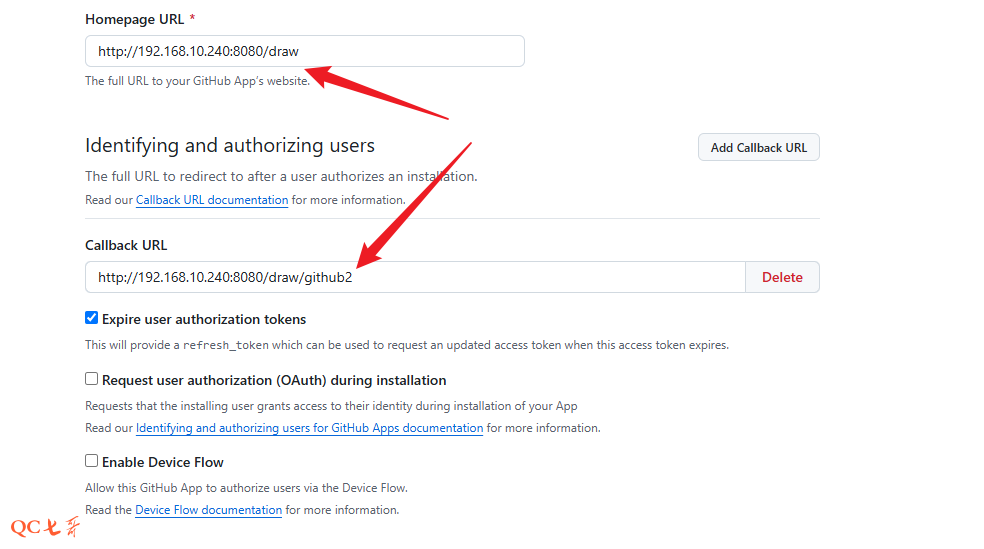 Homepage URL *
http://192.168.10.240:8080/draw
The full URL to your GitHub App's website.
Identifying and authorizing users
Add Callback URL
The full URL to redirect to after a user authorizes an installation.
Read our Callback URL documentation for more information.
Callback URL
http://192.168.10.240:8080/draw/github2
Delete
Expire user authorization tokens
This will provide a refresh_token which can be used to request an updated access token when this access token expires.
Request user authorization (OAuth) during installation
Requests that the installing user grants access to their identity during installation of your App
Read our Identifying and authorizing users for GitHub Apps documentation for more information.
Enable Device Flow
Allow this GitHub App to authorize users via the Device Flow.
Read the Device Flow documentation for more information.
QC七哥